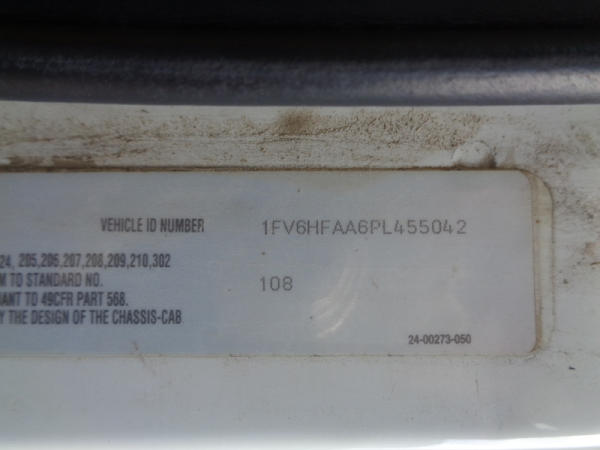 VEHICLE ID NUMBER 1FV6HFAA6PL455042
24, 205,206,207,208,209,210,302
M TO STANDARD NO. 108
ANT TO 49CFR PART 568.
Y THE DESIGN OF THE CHASSIS-CAB
24-00273-050